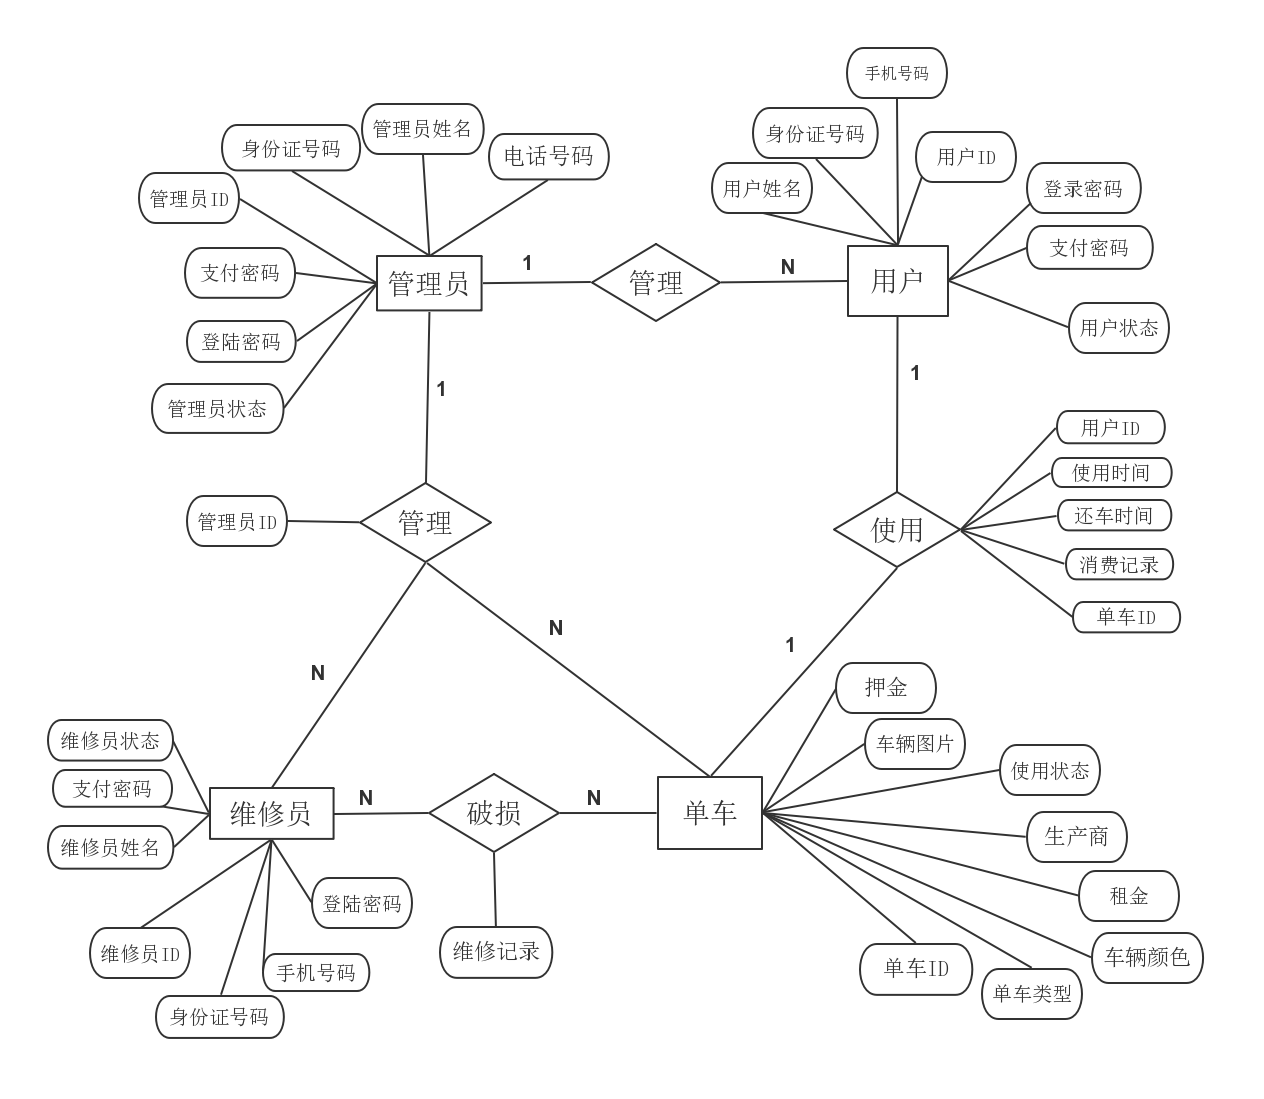 手机号码
管理员姓名
身份证号码
身份证号码
电话号码
用户ID
用户姓名
登录密码
管理员ID
支付密码
支付密码
管理员
1
管理
N
用户
用户状态
登陆密码
1
1
管理员状态
用户ID
使用时间
管理员ID
管理
使用
还车时间
消费记录
单车ID
N
1
N
押金
维修员状态
车辆图片
使用状态
支付密码
N
N
维修员
破损
单车
生产商
维修员姓名
租金
登陆密码
维修员ID
维修记录
车辆颜色
手机号码
单车ID
单车类型
身份证号码